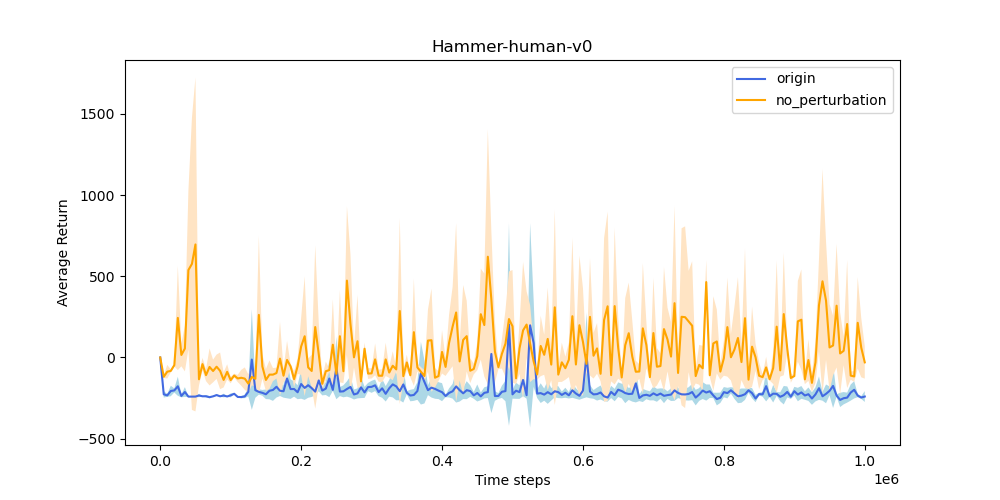 Hammer-human-v0
origin
no_perturbation
Average Return
1500
1000
500
0
−500
0.0
0.2
0.4
0.6
0.8
1.0
1e6
Time steps